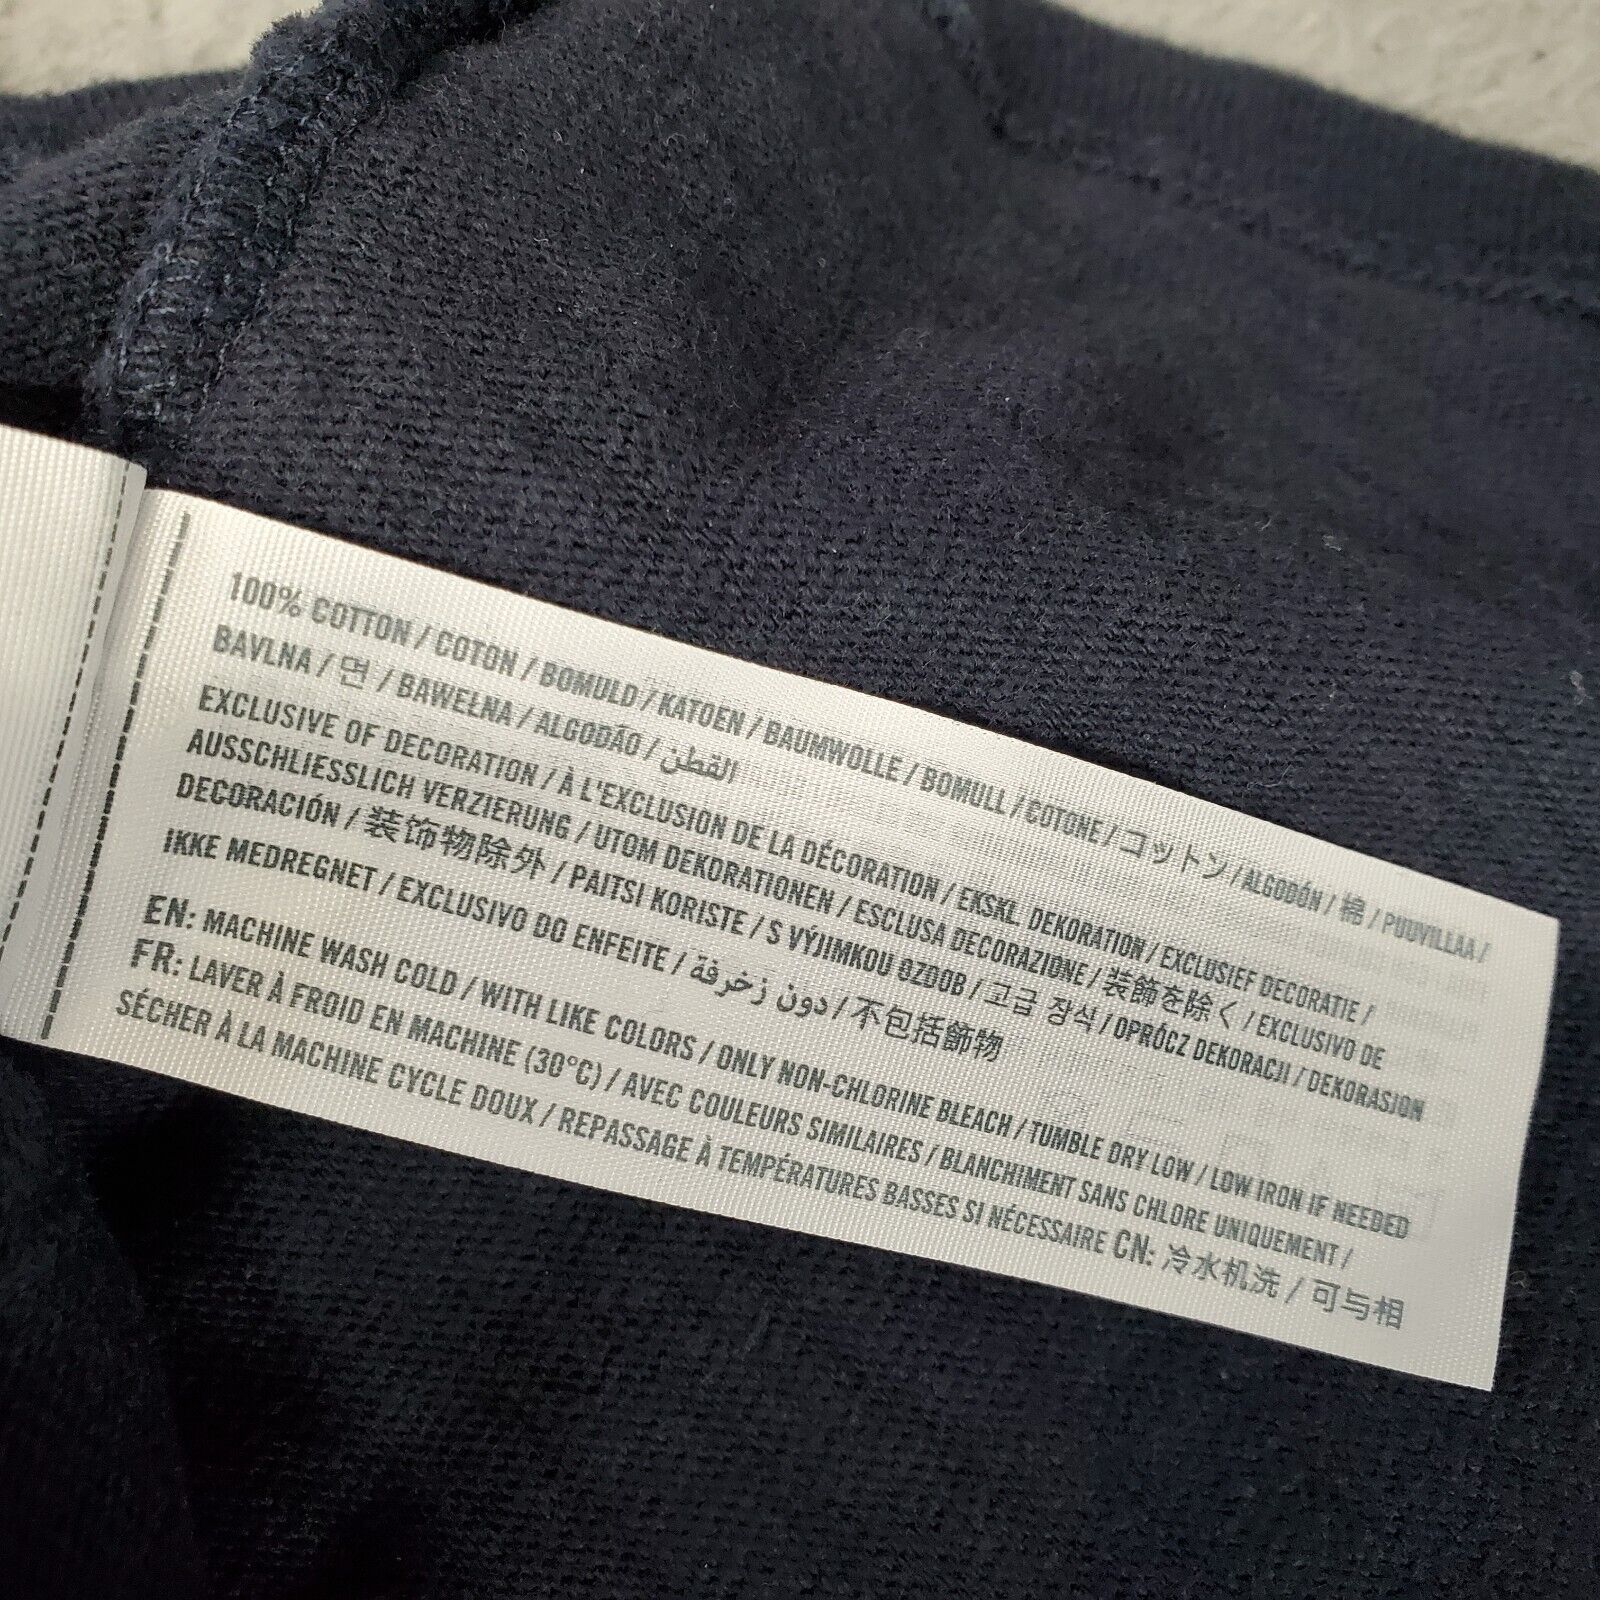 100% COTTON / COTON / BOMULD / KATOEN / BAUMWOLLE / BOMULL / COTONE / コットン / ALGODÓN / 棉 / PUUVILLAA /
BAVLNA / 면 / BAWEŁNA / ALGODÃO / القطن
EXCLUSIVE OF DECORATION / À L'EXCLUSION DE LA DÉCORATION / EKSKL. DEKORATION / EXCLUSIEF DECORATIE /
AUSSCHLIESSLICH VERZIERUNG / UTOM DEKORATIONEN / ESCLUSA DECORAZIONE / 装飾を除く / EXCLUSIVO DE
DECORACIÓN / 装饰物除外 / PAITSI KORISTE / S VÝJIMKOU OZDOB / 고급 장식 / OPRÓCZ DEKORACJI / DEKORASJON
IKKE MEDREGNET / EXCLUSIVO DO ENFEITE / دون زخرفة / 不包括飾物
EN: MACHINE WASH COLD / WITH LIKE COLORS / ONLY NON-CHLORINE BLEACH / TUMBLE DRY LOW / LOW IRON IF NEEDED
FR: LAVER À FROID EN MACHINE (30°C) / AVEC COULEURS SIMILAIRES / BLANCHIMENT SANS CHLORE UNIQUEMENT /
SÉCHER À LA MACHINE CYCLE DOUX / REPASSAGE À TEMPÉRATURES BASSES SI NÉCESSAIRE CN: 冷水机洗 / 可与相